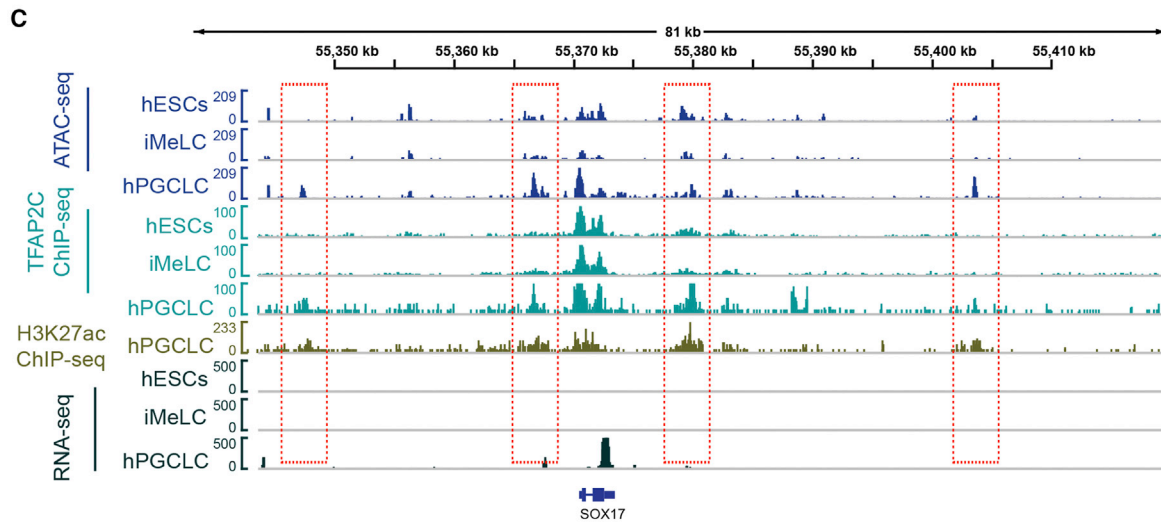 C
81 kb
55,350 kb 55,360 kb 55,370 kb 55,380 kb 55,390 kb 55,400 kb 55,410 kb
ATAC-seq
hESCs 209 0
iMeLC 209 0
hPGCLC 209 0
TFAP2C
ChIP-seq
hESCs 100 0
iMeLC 100 0
hPGCLC 100 0
H3K27ac
ChIP-seq
hPGCLC 233 0
RNA-seq
hESCs 500 0
iMeLC 500 0
hPGCLC 500 0
SOX17